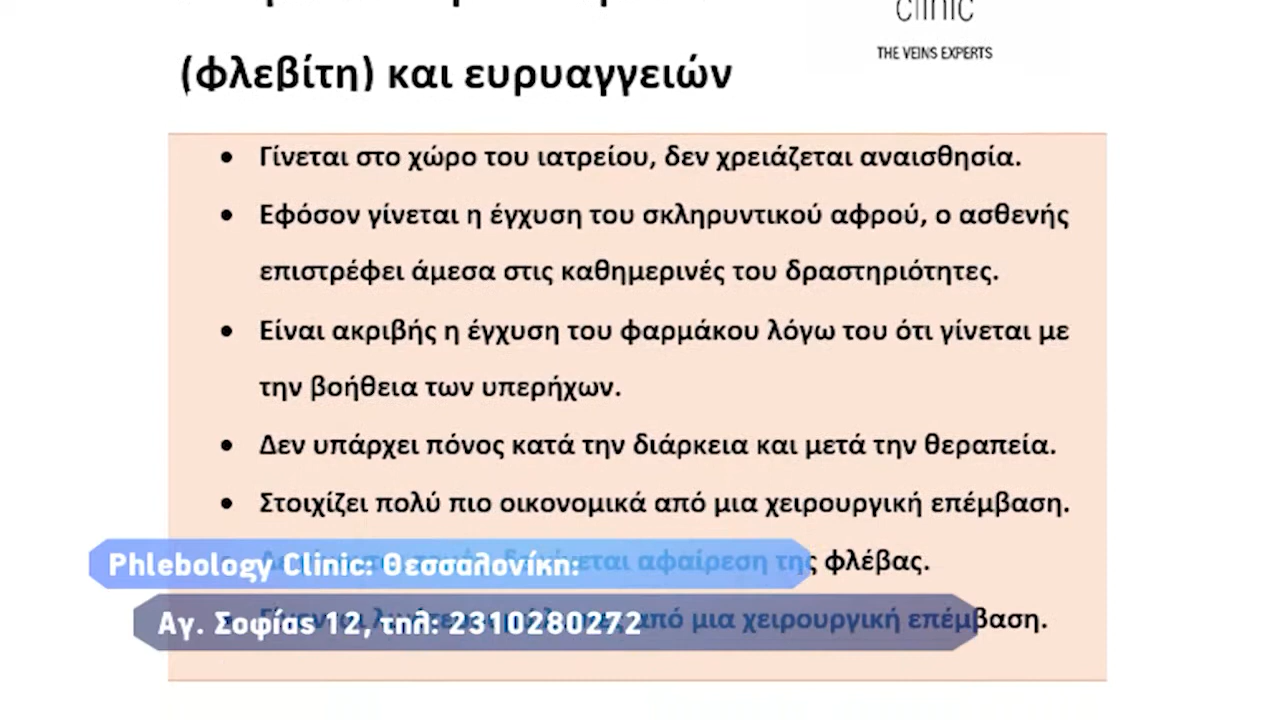 clinic
THE VEINS EXPERTS
(φλεβίτη) και ευρυαγγειών
• Γίνεται στο χώρο του ιατρείου, δεν χρειάζεται αναισθησία.
• Εφόσον γίνεται η έγχυση του σκληρυντικού αφρού, ο ασθενής
επιστρέφει άμεσα στις καθημερινές του δραστηριότητες.
• Είναι ακριβής η έγχυση του φαρμάκου λόγω του ότι γίνεται με
την βοήθεια των υπερήχων.
• Δεν υπάρχει πόνος κατά την διάρκεια και μετά την θεραπεία.
• Στοιχίζει πολύ πιο οικονομικά από μια χειρουργική επέμβαση.
αφαίρεση της φλέβας.
Phlebology Clinic: Θεσσαλονίκη:
από μια χειρουργική επέμβαση.
Αγ. Σοφίας 12, τηλ: 2310280272